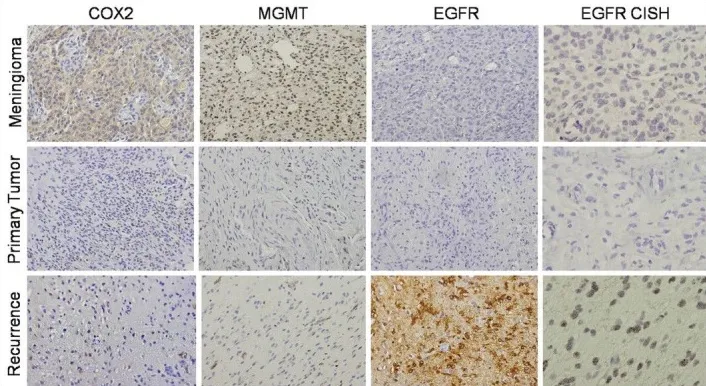 COX2 MGMT EGFR EGFR CISH
Meningioma
Primary Tumor
Recurrence